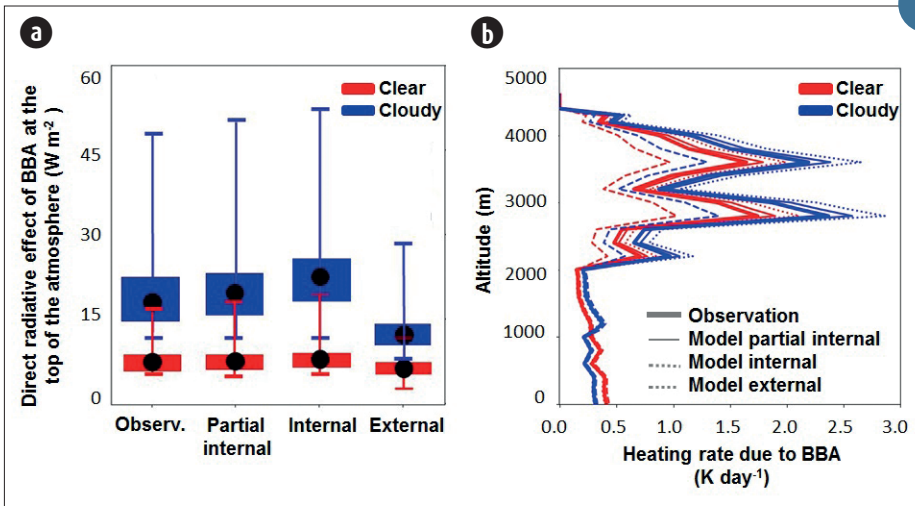 a
Direct radiative effect of BBA at the
top of the atmosphere (W m-2)
60
45
30
15
0
Clear
Cloudy
Observ.
Partial
internal
Internal
External
b
Altitude (m)
5000
4000
3000
2000
1000
0
Clear
Cloudy
Observation
Model partial internal
Model internal
Model external
0.0 0.5 1.0 1.5 2.0 2.5 3.0
Heating rate due to BBA
(K day-1)